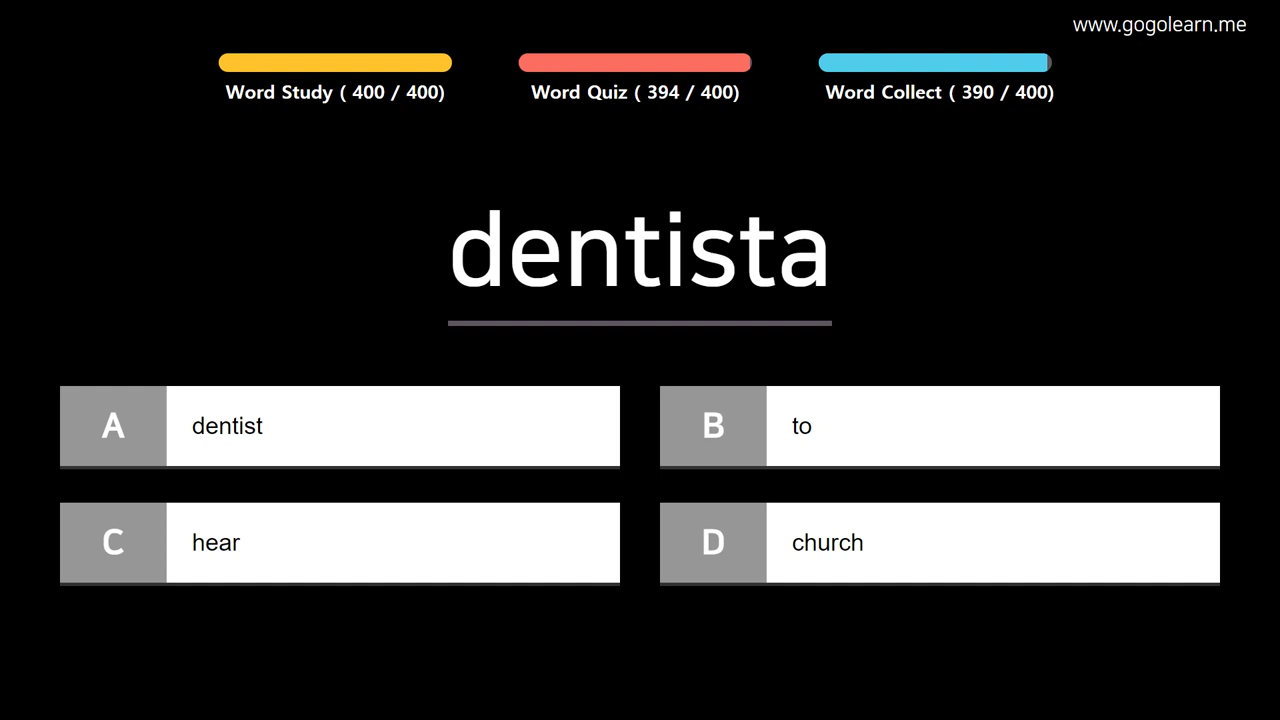 www.gogolearn.me
Word Study ( 400 / 400)
Word Quiz ( 394 / 400)
Word Collect ( 390 / 400)
dentista
A dentist
B to
C hear
D church